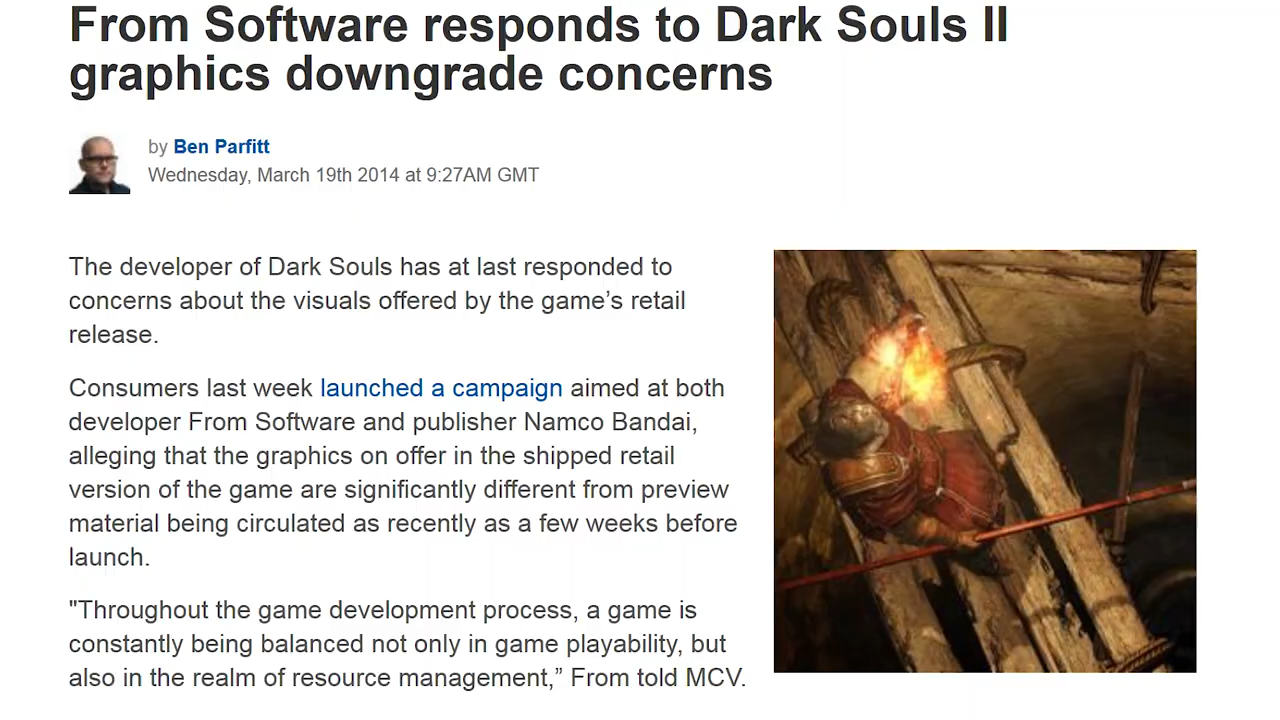 From Software responds to Dark Souls II
graphics downgrade concerns
by Ben Parfitt
Wednesday, March 19th 2014 at 9:27AM GMT
The developer of Dark Souls has at last responded to
concerns about the visuals offered by the game’s retail
release.
Consumers last week launched a campaign aimed at both
developer From Software and publisher Namco Bandai,
alleging that the graphics on offer in the shipped retail
version of the game are significantly different from preview
material being circulated as recently as a few weeks before
launch.
"Throughout the game development process, a game is
constantly being balanced not only in game playability, but
also in the realm of resource management,” From told MCV.